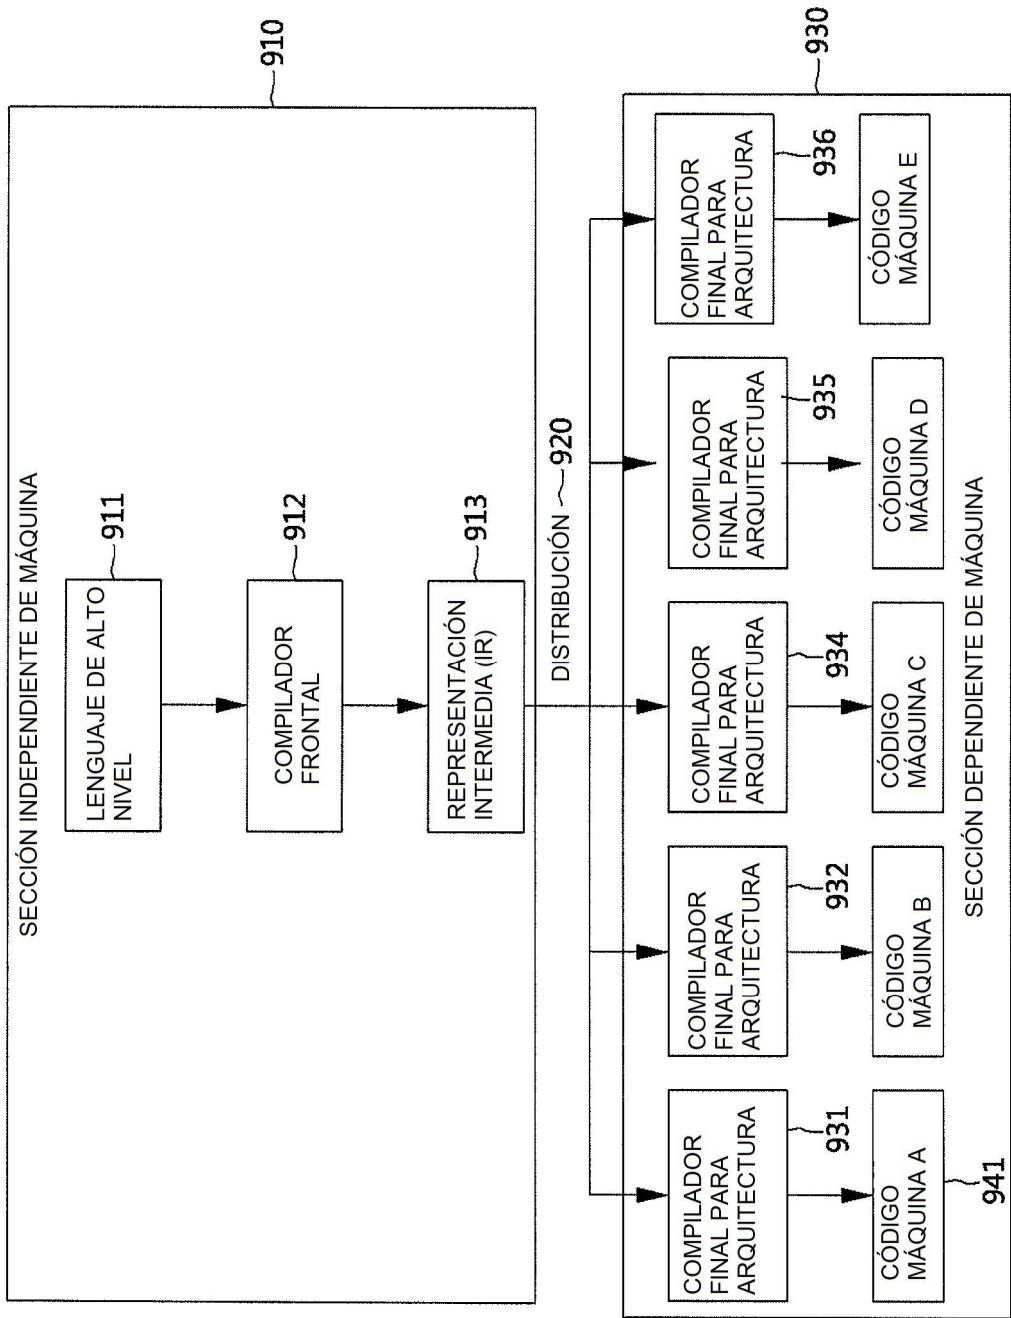 SECCIÓN INDEPENDIENTE DE MÁQUINA
910
LENGUAJE DE ALTO
NIVEL
911
COMPILADOR
FRONTAL
912
REPRESENTACIÓN
INTERMEDIA (IR)
913
DISTRIBUCIÓN
920
930
COMPILADOR
FINAL PARA
ARQUITECTURA
931
COMPILADOR
FINAL PARA
ARQUITECTURA
932
COMPILADOR
FINAL PARA
ARQUITECTURA
934
COMPILADOR
FINAL PARA
ARQUITECTURA
935
COMPILADOR
FINAL PARA
ARQUITECTURA
936
CÓDIGO
MÁQUINA A
941
CÓDIGO
MÁQUINA B
CÓDIGO
MÁQUINA C
CÓDIGO
MÁQUINA D
CÓDIGO
MÁQUINA E
SECCIÓN DEPENDIENTE DE MÁQUINA